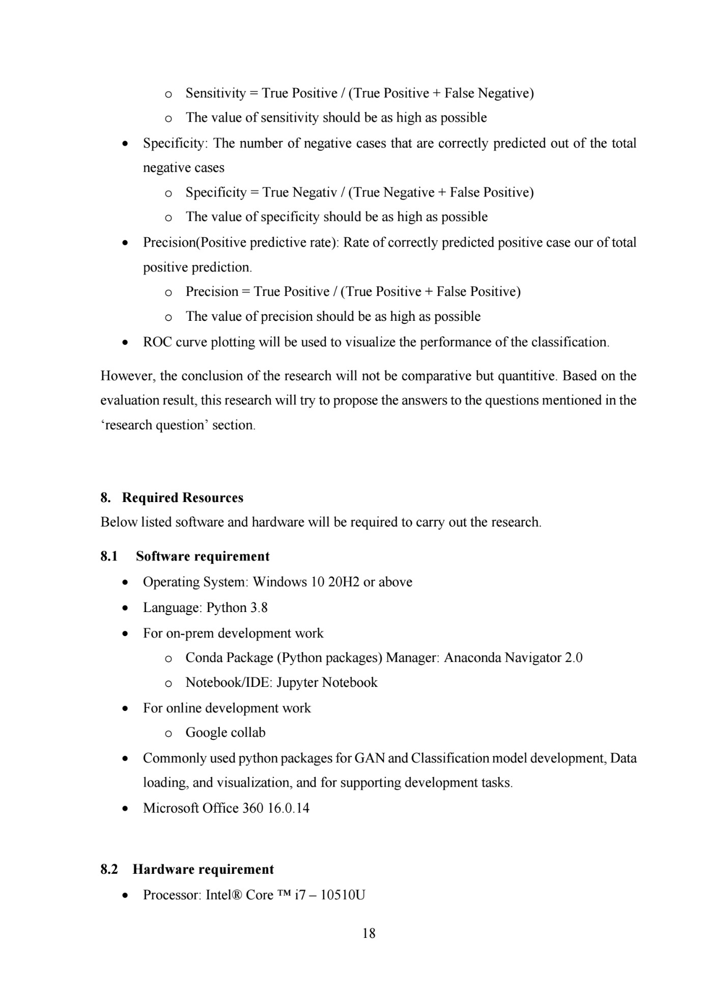 o Sensitivity = True Positive / (True Positive + False Negative)
o The value of sensitivity should be as high as possible
• Specificity: The number of negative cases that are correctly predicted out of the total
negative cases
o Specificity = True Negativ / (True Negative + False Positive)
o The value of specificity should be as high as possible
• Precision(Positive predictive rate): Rate of correctly predicted positive case our of total
positive prediction.
o Precision = True Positive / (True Positive + False Positive)
o The value of precision should be as high as possible
• ROC curve plotting will be used to visualize the performance of the classification.
However, the conclusion of the research will not be comparative but quantitive. Based on the
evaluation result, this research will try to propose the answers to the questions mentioned in the
‘research question’ section.
8. Required Resources
Below listed software and hardware will be required to carry out the research.
8.1 Software requirement
• Operating System: Windows 10 20H2 or above
• Language: Python 3.8
• For on-prem development work
o Conda Package (Python packages) Manager: Anaconda Navigator 2.0
o Notebook/IDE: Jupyter Notebook
• For online development work
o Google collab
• Commonly used python packages for GAN and Classification model development, Data
loading, and visualization, and for supporting development tasks.
• Microsoft Office 360 16.0.14
8.2 Hardware requirement
• Processor: Intel® Core ™ i7 – 10510U
18